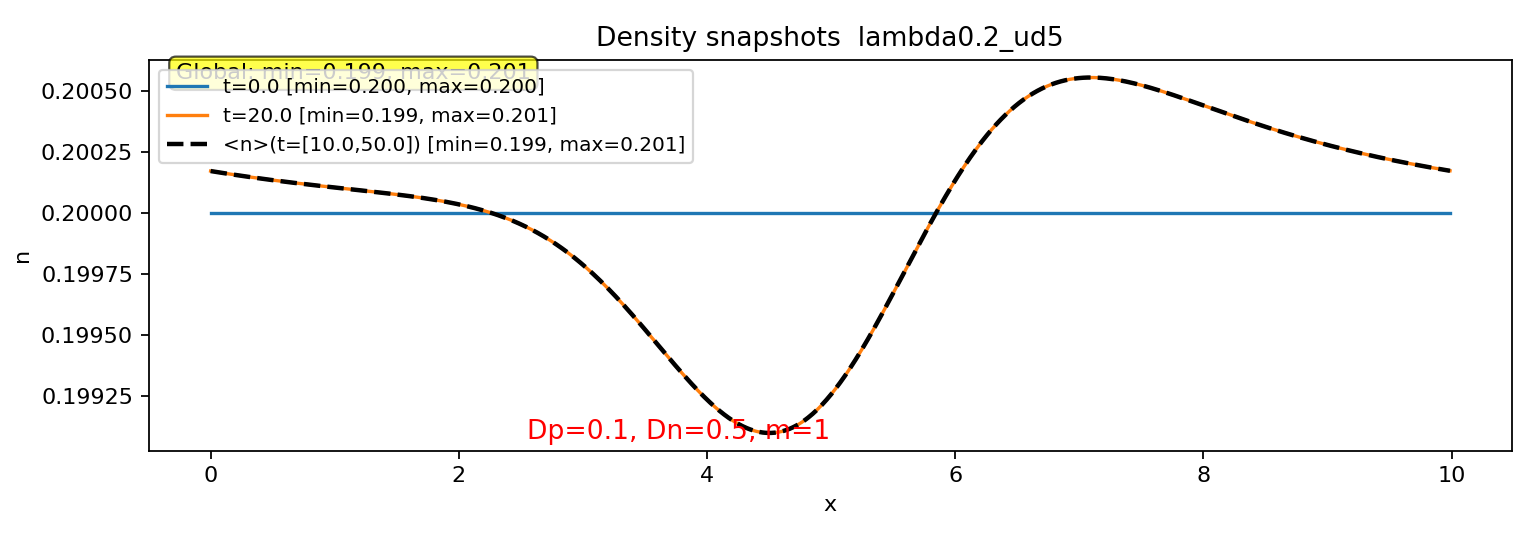 Density snapshots lambda0.2_ud5
Global: min=0.199, max=0.201
t=0.0 [min=0.200, max=0.200]
t=20.0 [min=0.199, max=0.201]
<n>(t=[10.0,50.0]) [min=0.199, max=0.201]
0.20050
0.20025
0.20000
0.19975
0.19950
0.19925
n
Dp=0.1, Dn=0.5, m=1
0 2 4 6 8 10
x